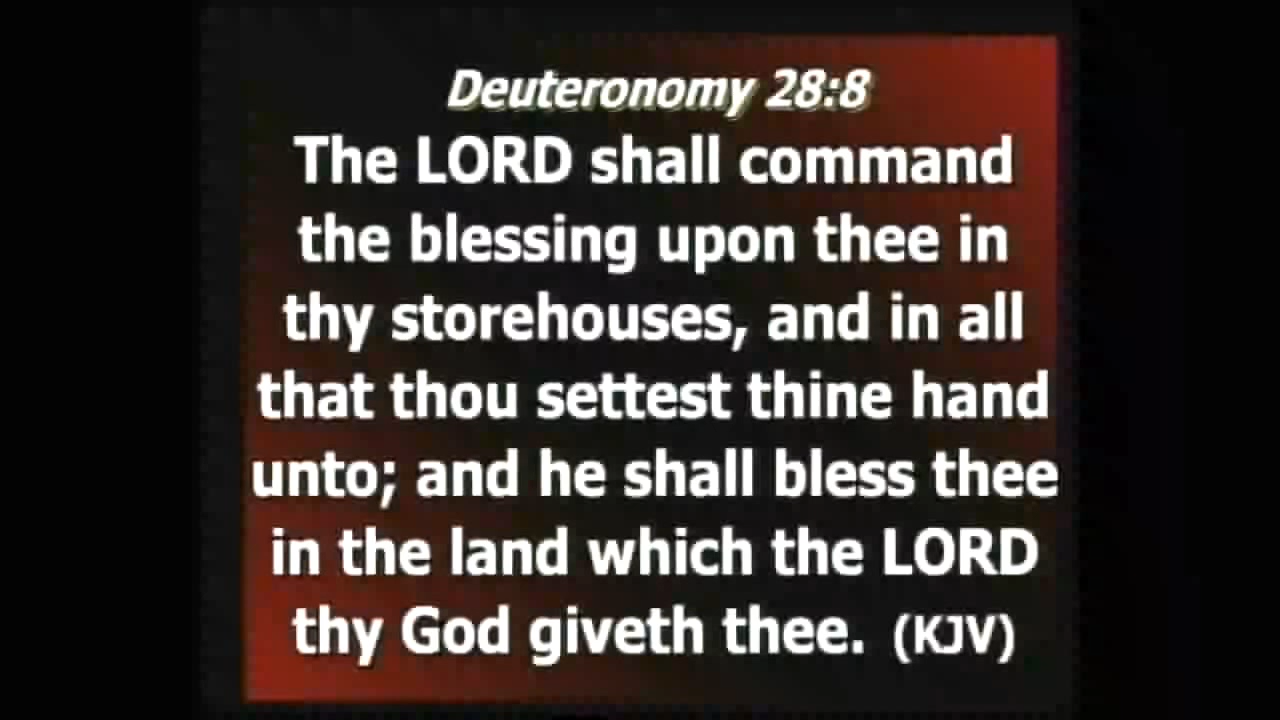 Deuteronomy 28:8
The LORD shall command
the blessing upon thee in
thy storehouses, and in all
that thou settest thine hand
unto; and he shall bless thee
in the land which the LORD
thy God giveth thee. (KJV)